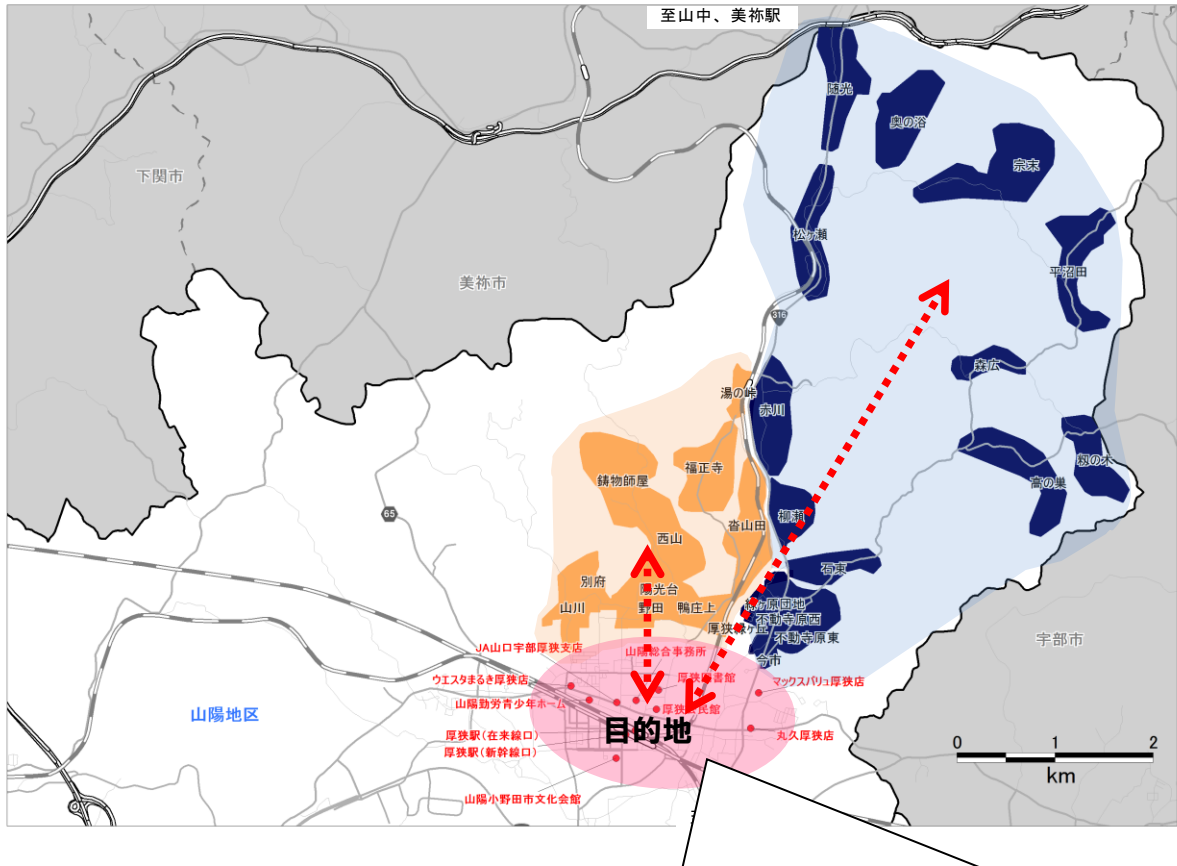 至山中、美祢駅
随光
奥の浴
宗末
下関市
松ヶ瀬
平沼田
美祢市
316
森広
湯の峠
赤川
籾の木
高の巣
福正寺
鋳物師屋
65
柳瀬
沓山田
西山
石東
別府
陽光台
山川
野田
鴨庄上
緑ヶ原団地
不動寺原西
厚狭緑ヶ丘
不動寺原東
宇部市
今市
JA山口宇部厚狭支店
山陽総合事務所
ウエスタまるき厚狭店
厚狭図書館
マックスバリュ厚狭店
山陽勤労青少年ホーム
厚狭公民館
山陽地区
目的地
厚狭駅(在来線口)
丸久厚狭店
厚狭駅(新幹線口)
山陽小野田市文化会館
0 1 2
km